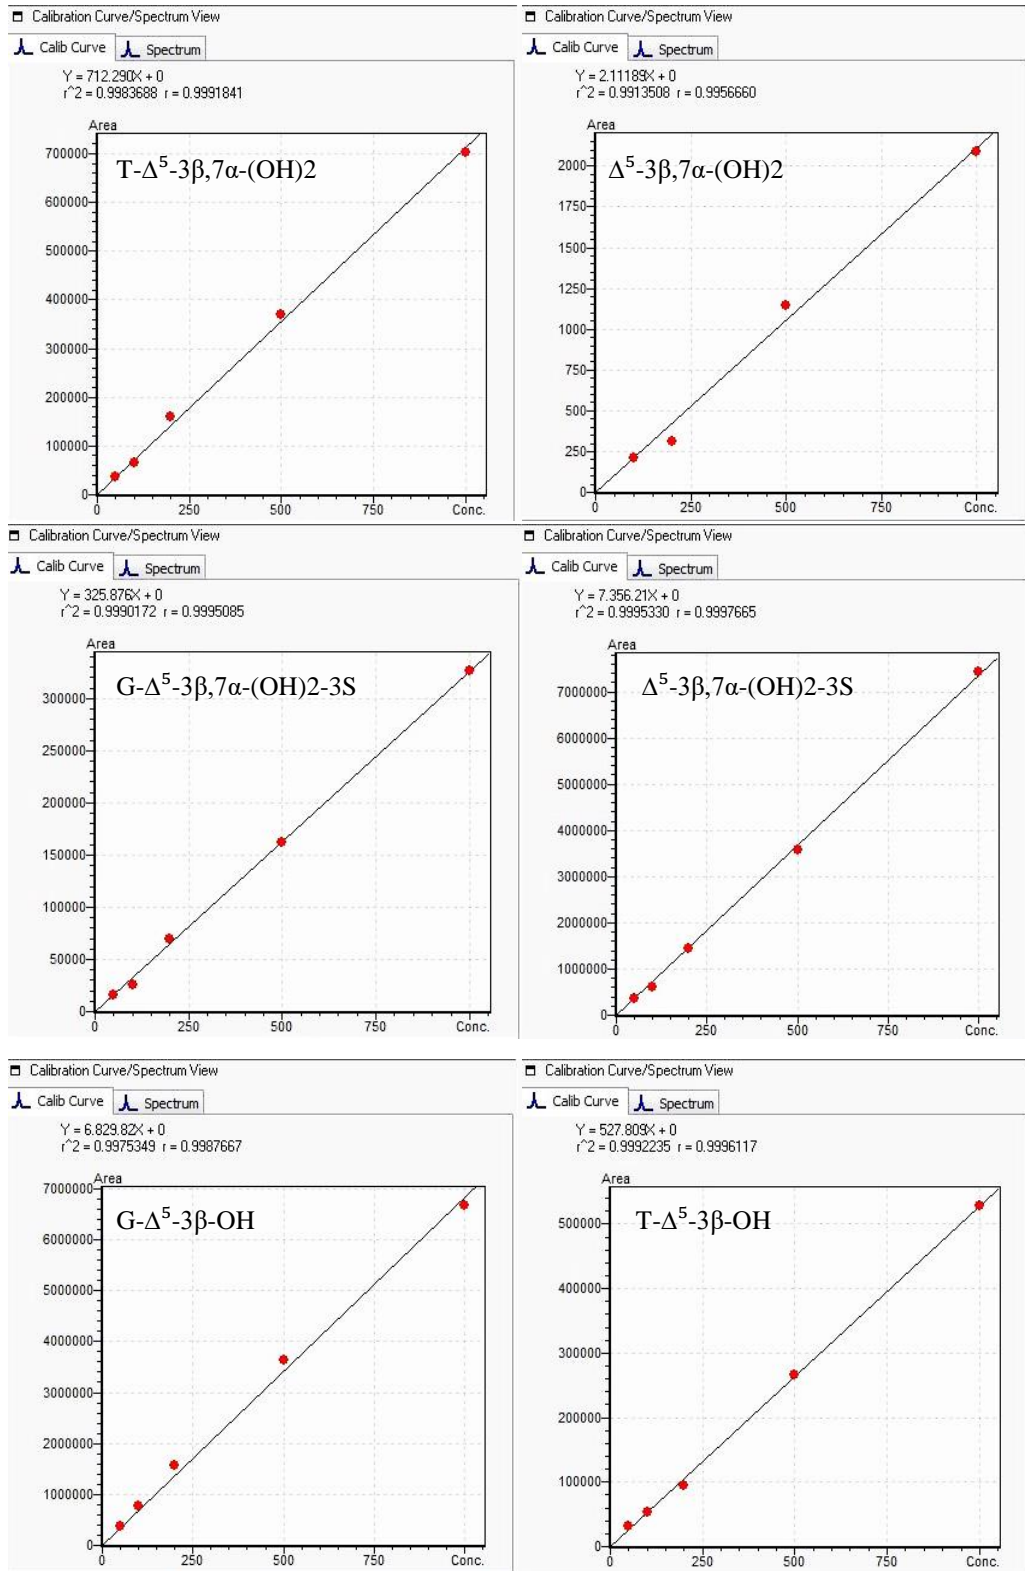 Calibration Curve/Spectrum View
Calib Curve Spectrum
Y = 712.290X + 0
r^2 = 0.9983688 r = 0.9991841
Area
T-Δ⁵-3β,7α-(OH)2
700000
600000
500000
400000
300000
200000
100000
0
0 250 500 750 Conc.
Calibration Curve/Spectrum View
Calib Curve Spectrum
Y = 2.11189X + 0
r^2 = 0.9913508 r = 0.9956660
Area
Δ⁵-3β,7α-(OH)2
2000
1750
1500
1250
1000
750
500
250
0
0 250 500 750 Conc.
Calibration Curve/Spectrum View
Calib Curve Spectrum
Y = 325.876X + 0
r^2 = 0.9990172 r = 0.9995085
Area
G-Δ⁵-3β,7α-(OH)2-3S
300000
250000
200000
150000
100000
50000
0
0 250 500 750 Conc.
Calibration Curve/Spectrum View
Calib Curve Spectrum
Y = 7.356.21X + 0
r^2 = 0.9995330 r = 0.9997665
Area
Δ⁵-3β,7α-(OH)2-3S
7000000
6000000
5000000
4000000
3000000
2000000
1000000
0
0 250 500 750 Conc.
Calibration Curve/Spectrum View
Calib Curve Spectrum
Y = 6.829.82X + 0
r^2 = 0.9975349 r = 0.9987667
Area
7000000
G-Δ⁵-3β-OH
6000000
5000000
4000000
3000000
2000000
1000000
0
0 250 500 750 Conc.
Calibration Curve/Spectrum View
Calib Curve Spectrum
Y = 527.809X + 0
r^2 = 0.9992235 r = 0.9996117
Area
T-Δ⁵-3β-OH
500000
400000
300000
200000
100000
0
0 250 500 750 Conc.